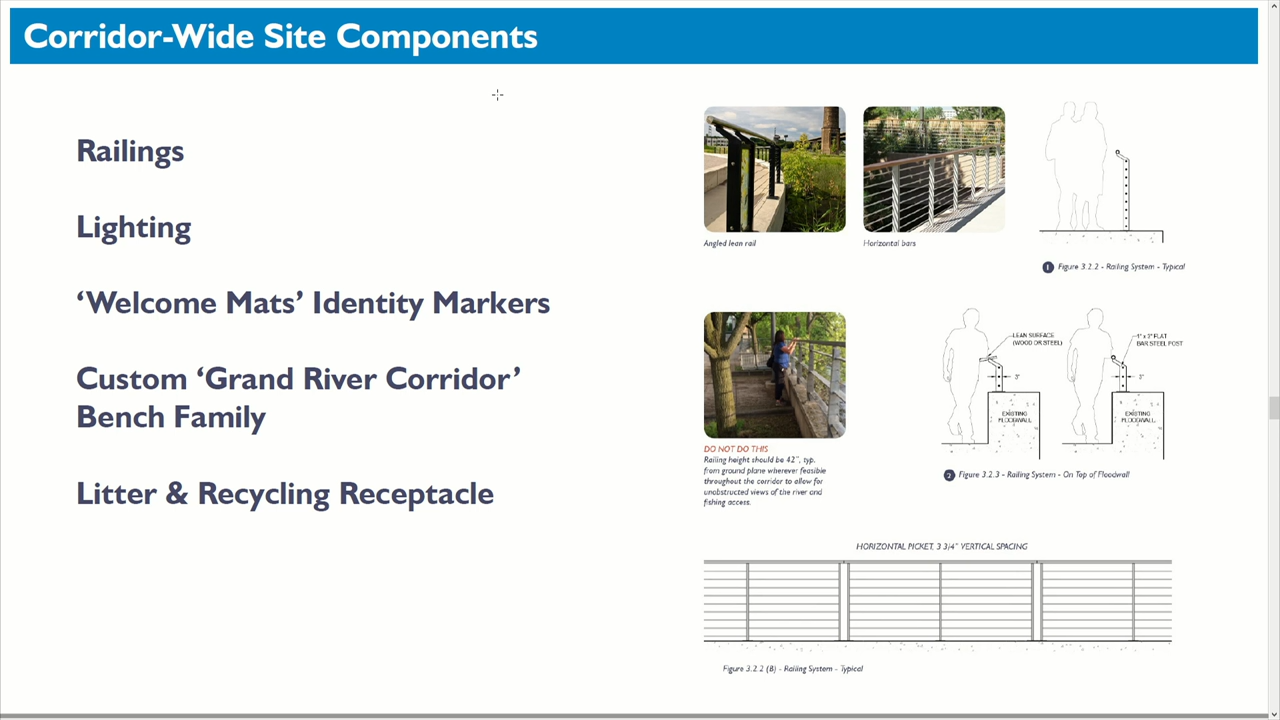 Corridor-Wide Site Components
Railings
Lighting
‘Welcome Mats’ Identity Markers
Custom ‘Grand River Corridor’
Bench Family
Litter & Recycling Receptacle
Angled lean rail
Horizontal bars
1 Figure 3.2.2 - Railing System - Typical
DO NOT DO THIS
Railing height should be 42", typ.
from ground plane wherever feasible
throughout the corridor to allow for
unobstructed views of the river and
fishing access.
LEAN SURFACE
(WOOD OR STEEL)
3"
EXISTING
FLOODWALL
1" x 3" FLAT
BAR STEEL POST
3"
EXISTING
FLOODWALL
2 Figure 3.2.3 - Railing System - On Top of Floodwall
HORIZONTAL PICKET, 3 3/4" VERTICAL SPACING
Figure 3.2.2 (B) - Railing System - Typical